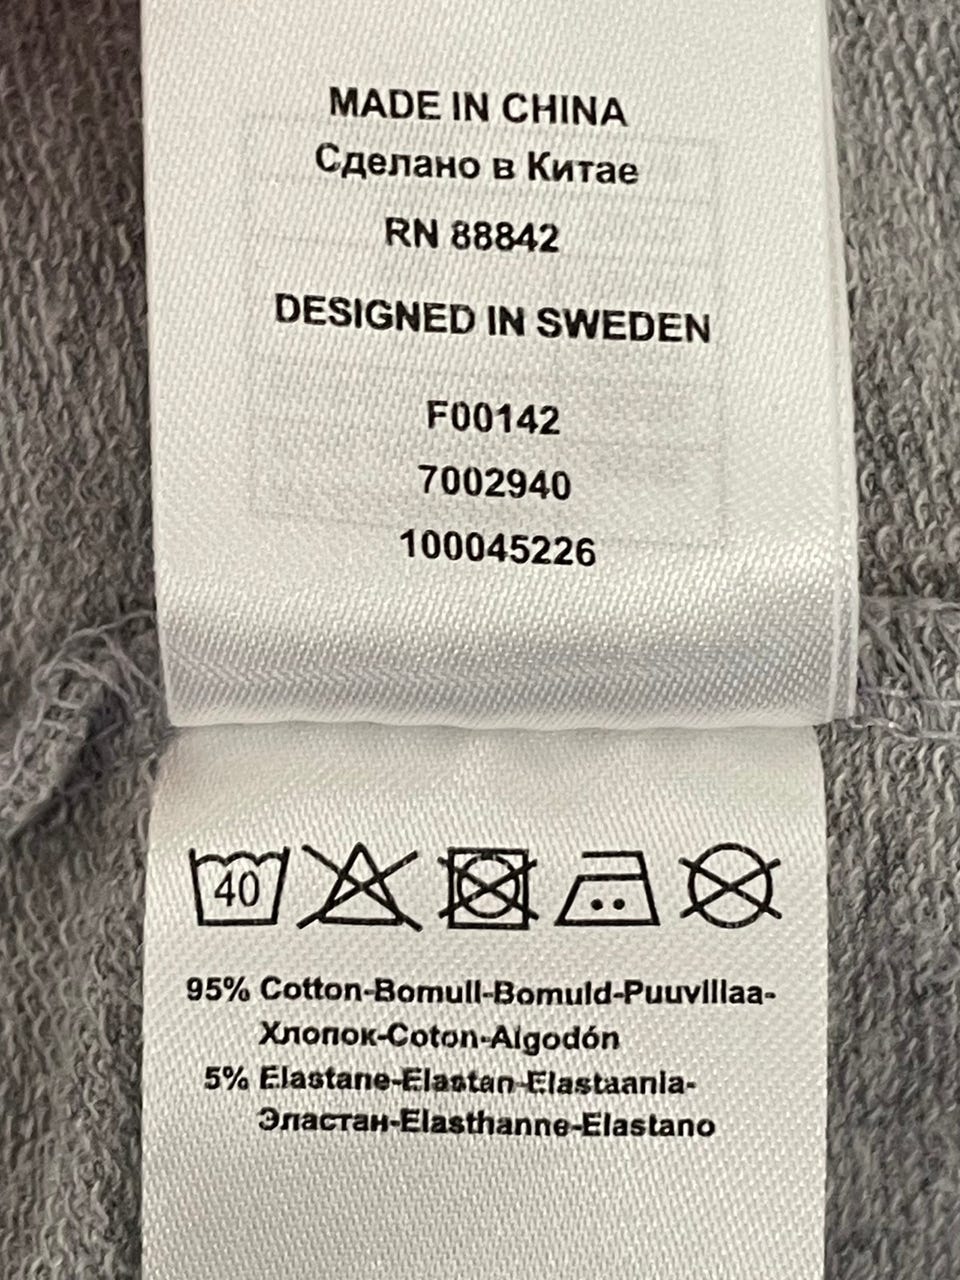 MADE IN CHINA
Сделано в Китае
RN 88842
DESIGNED IN SWEDEN
F00142
7002940
100045226
40
95% Cotton-Bomull-Bomuld-Puuvillaa-
Хлопок-Coton-Algodón
5% Elastane-Elastan-Elastaania-
Эластан-Elasthanne-Elastano